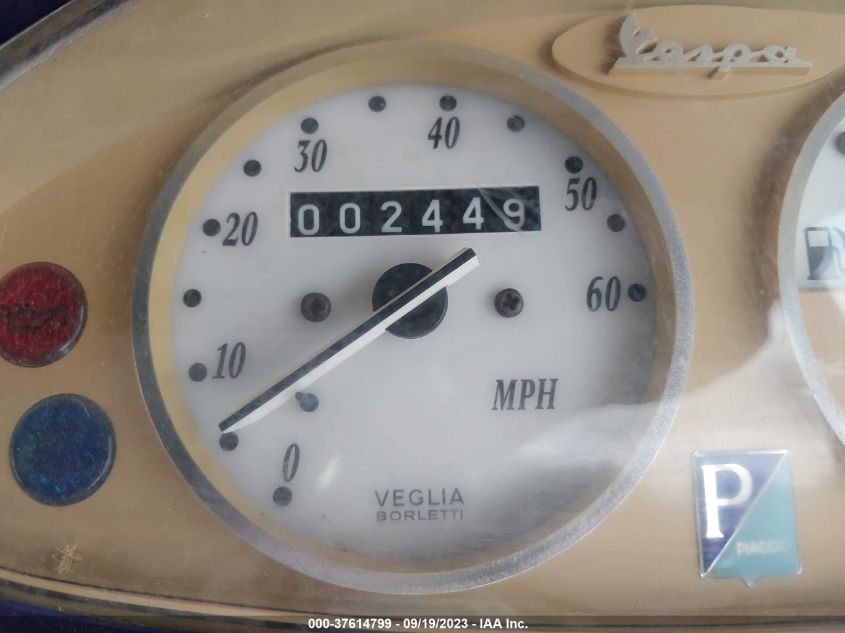 Vespa
40
30
50
002449
20
60
10
MPH
0
VEGLIA
BORLETTI
P
PIAGGIO
000-37614799 - 09/19/2023 - IAA Inc.